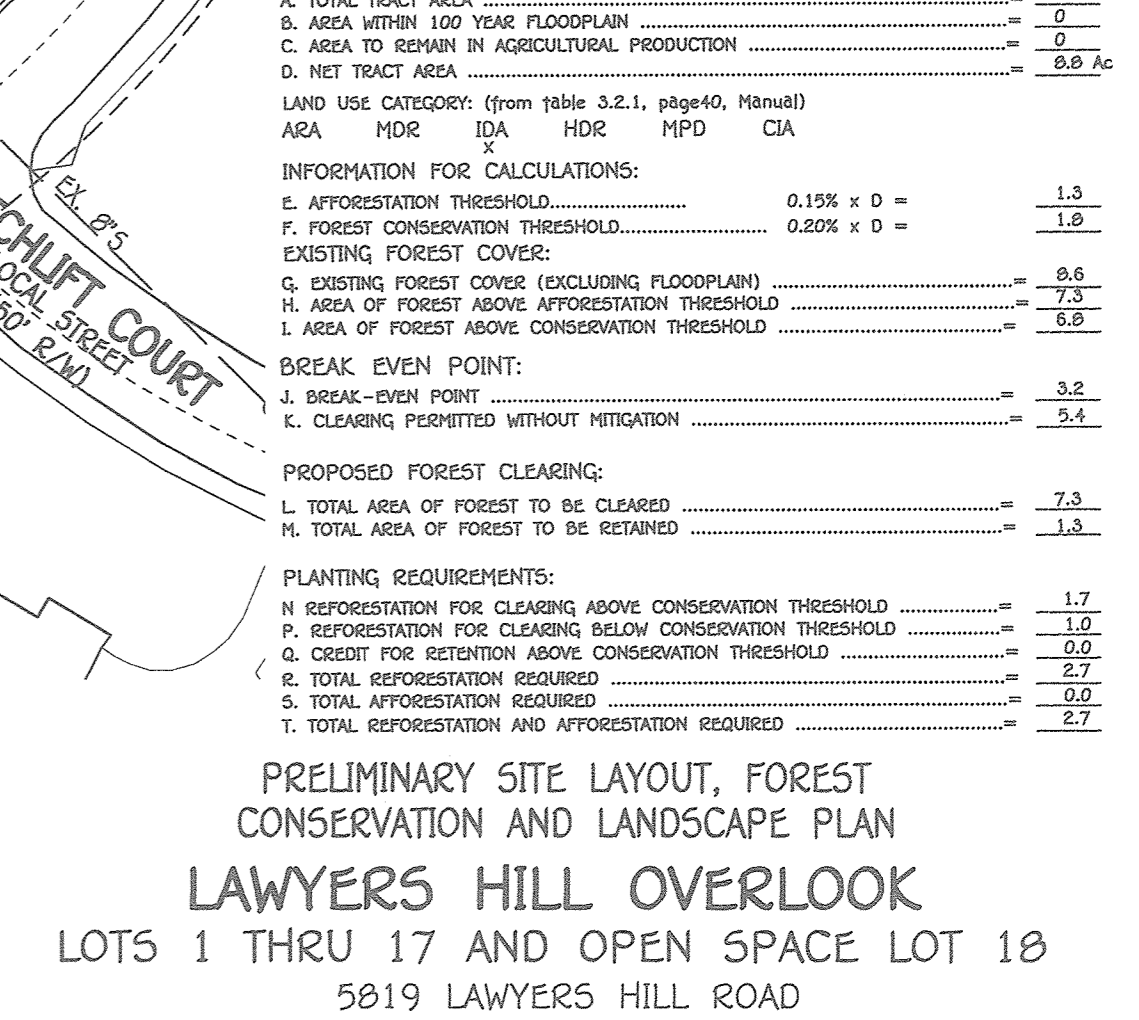 A. TOTAL TRACT AREA =
B. AREA WITHIN 100 YEAR FLOODPLAIN = 0
C. AREA TO REMAIN IN AGRICULTURAL PRODUCTION = 0
D. NET TRACT AREA = 8.8 Ac
LAND USE CATEGORY: (from table 3.2.1, page40, Manual)
ARA MDR IDA HDR MPD CIA
X
INFORMATION FOR CALCULATIONS:
E. AFFORESTATION THRESHOLD 0.15% x D = 1.3
F. FOREST CONSERVATION THRESHOLD 0.20% x D = 1.8
EXISTING FOREST COVER:
G. EXISTING FOREST COVER (EXCLUDING FLOODPLAIN) = 8.6
H. AREA OF FOREST ABOVE AFFORESTATION THRESHOLD = 7.3
I. AREA OF FOREST ABOVE CONSERVATION THRESHOLD = 6.8
BREAK EVEN POINT:
J. BREAK-EVEN POINT = 3.2
K. CLEARING PERMITTED WITHOUT MITIGATION = 5.4
PROPOSED FOREST CLEARING:
L. TOTAL AREA OF FOREST TO BE CLEARED = 7.3
M. TOTAL AREA OF FOREST TO BE RETAINED = 1.3
PLANTING REQUIREMENTS:
N REFORESTATION FOR CLEARING ABOVE CONSERVATION THRESHOLD = 1.7
P. REFORESTATION FOR CLEARING BELOW CONSERVATION THRESHOLD = 1.0
Q. CREDIT FOR RETENTION ABOVE CONSERVATION THRESHOLD = 0.0
R. TOTAL REFORESTATION REQUIRED = 2.7
S. TOTAL AFFORESTATION REQUIRED = 0.0
T. TOTAL REFORESTATION AND AFFORESTATION REQUIRED = 2.7
EX. 8"S
TCHLIFT COURT
LOCAL STREET
50' R/W)
PRELIMINARY SITE LAYOUT, FOREST
CONSERVATION AND LANDSCAPE PLAN
LAWYERS HILL OVERLOOK
LOTS 1 THRU 17 AND OPEN SPACE LOT 18
5819 LAWYERS HILL ROAD